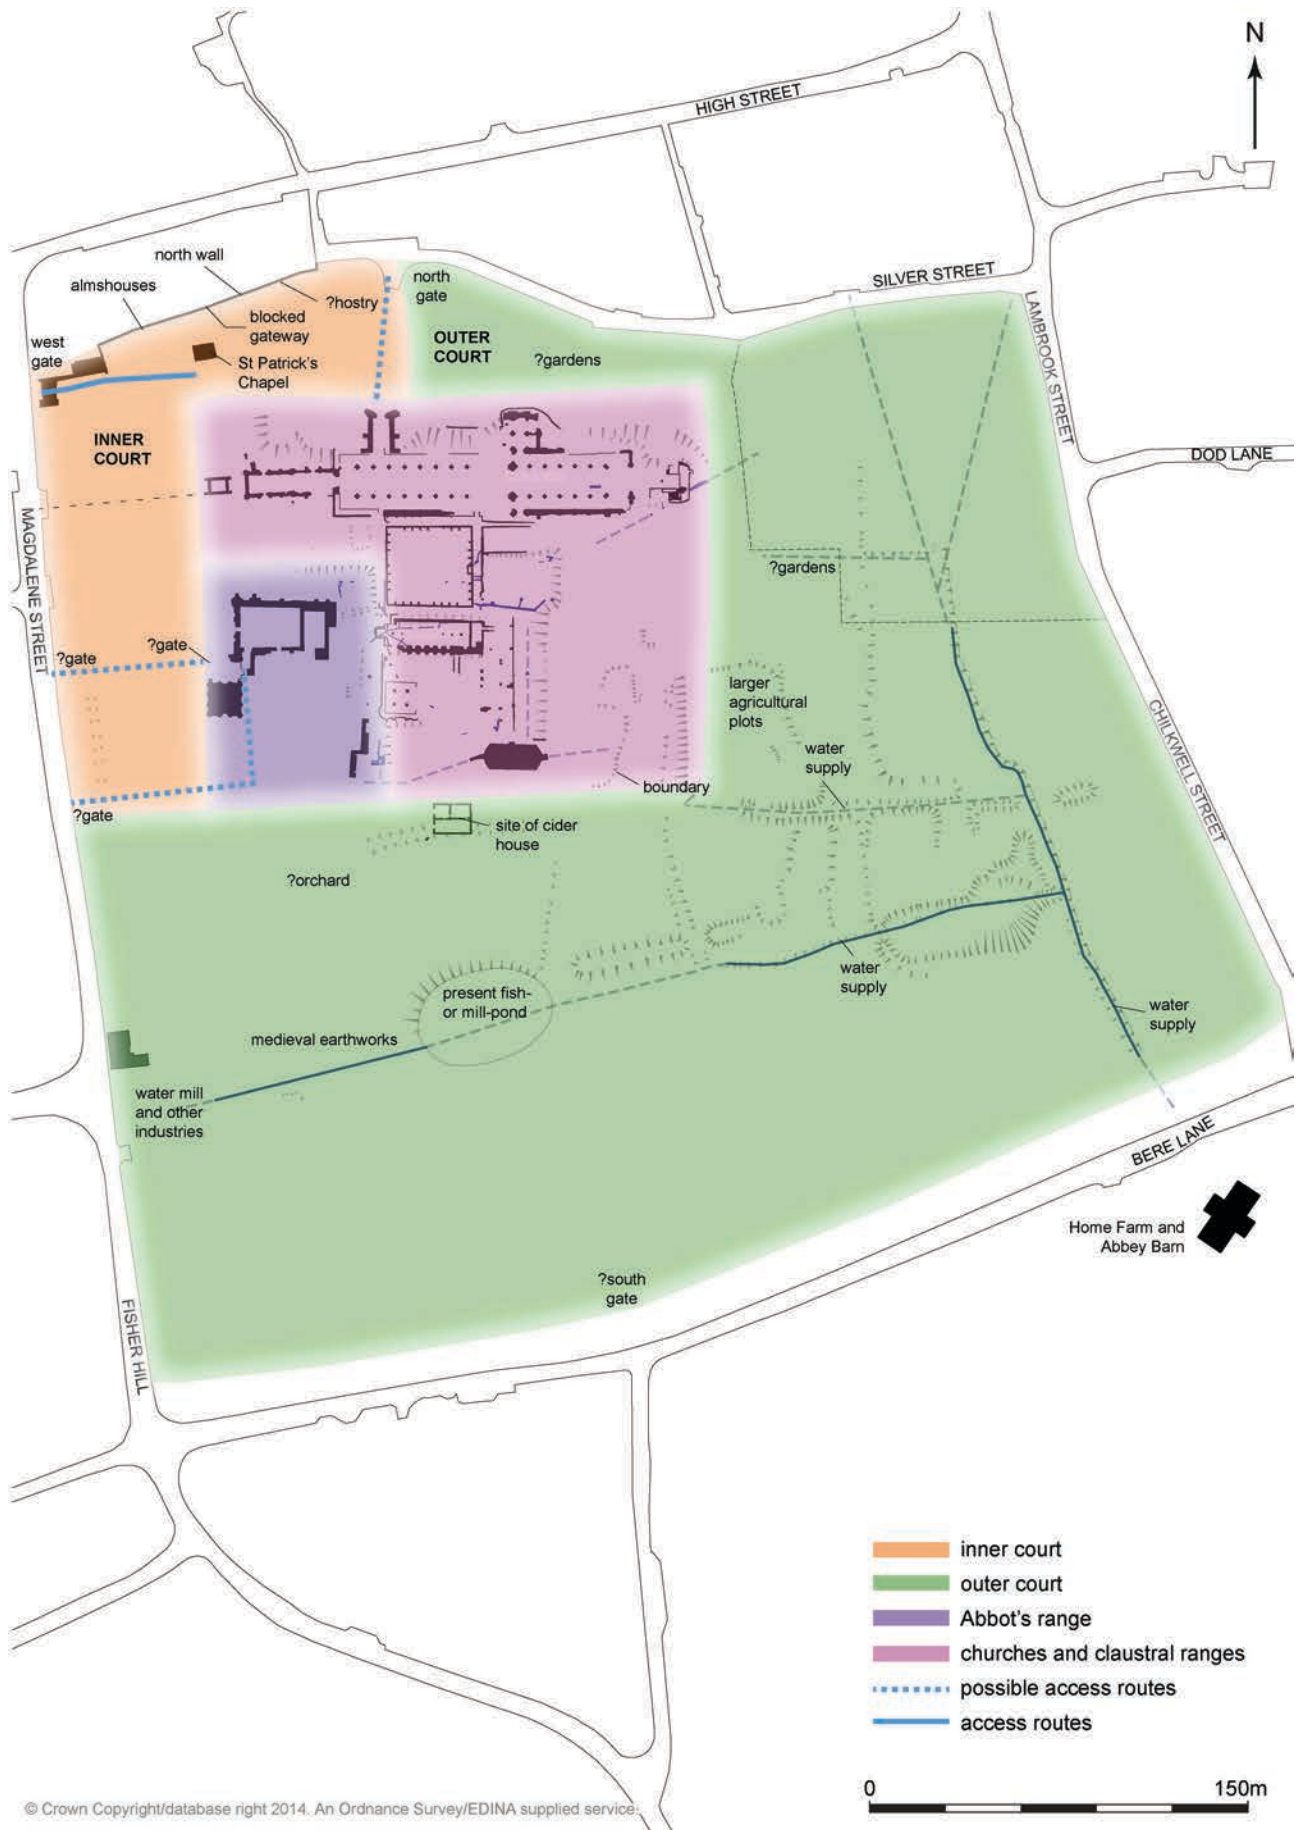 N
HIGH STREET
north wall
almshouses
?hostry
north
gate
SILVER STREET
blocked
gateway
west
gate
St Patrick's
Chapel
OUTER
COURT
?gardens
LAMBROOK STREET
INNER
COURT
DOD LANE
MAGDALENE STREET
?gardens
?gate
?gate
larger
agricultural
plots
CHILKWELL STREET
water
supply
boundary
?gate
site of cider
house
?orchard
water
supply
present fish-
or mill-pond
water
supply
medieval earthworks
water mill
and other
industries
BERE LANE
Home Farm and
Abbey Barn
?south
gate
FISHER HILL
inner court
outer court
Abbot's range
churches and claustral ranges
possible access routes
access routes
0 150m
© Crown Copyright/database right 2014. An Ordnance Survey/EDINA supplied service.